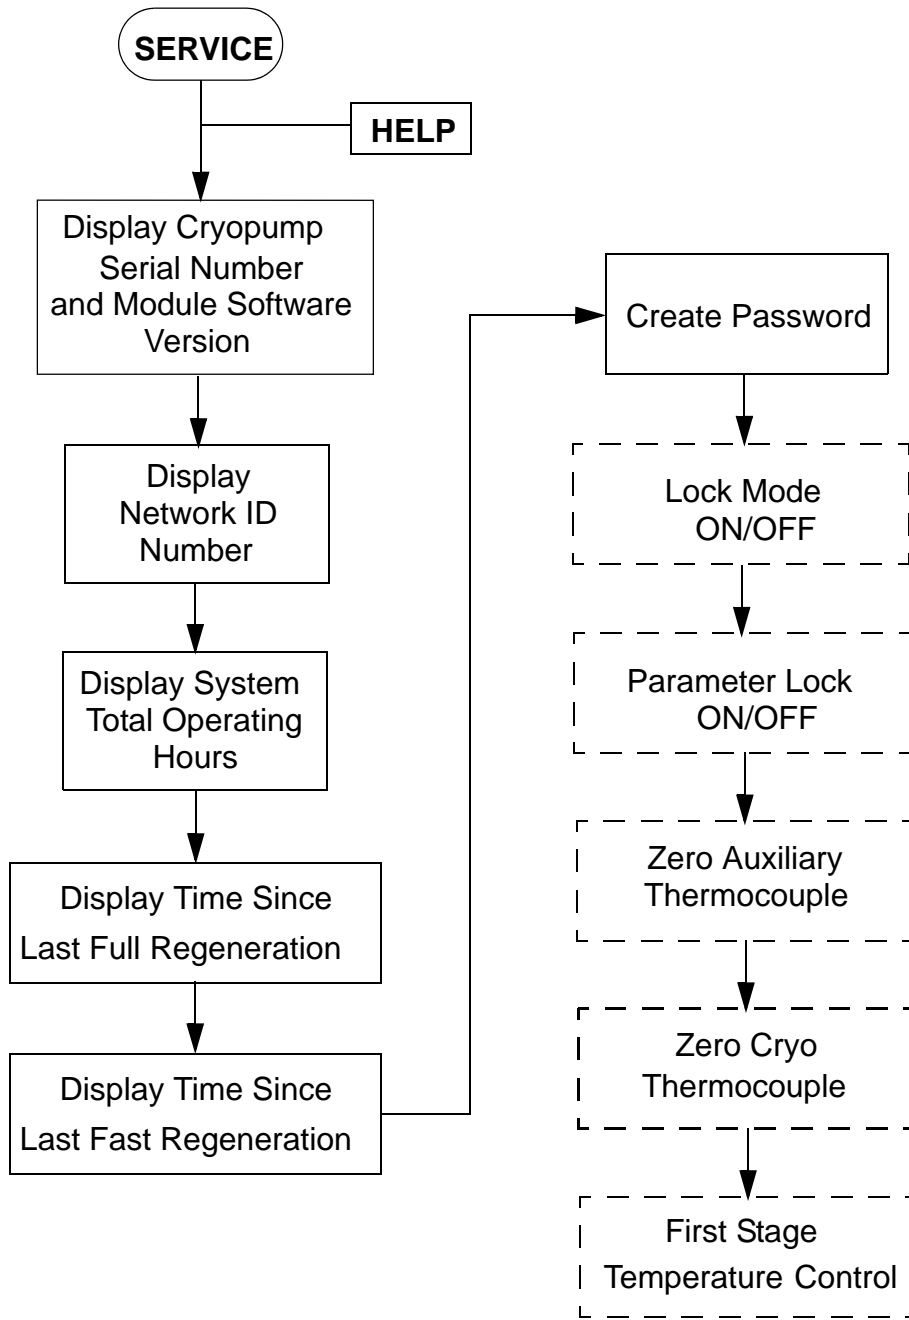 SERVICE
HELP
Display Cryopump
Serial Number
and Module Software
Version
Display
Network ID
Number
Display System
Total Operating
Hours
Display Time Since
Last Full Regeneration
Display Time Since
Last Fast Regeneration
Create Password
Lock Mode
ON/OFF
Parameter Lock
ON/OFF
Zero Auxiliary
Thermocouple
Zero Cryo
Thermocouple
First Stage
Temperature Control